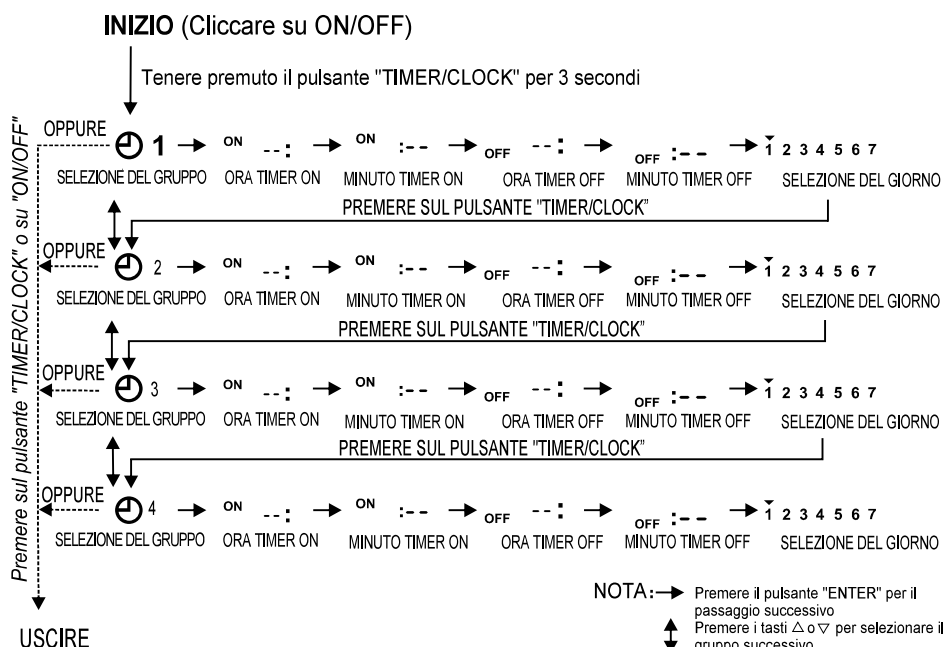 INIZIO (Cliccare su ON/OFF)
Tenere premuto il pulsante "TIMER/CLOCK" per 3 secondi
Premere sul pulsante "TIMER/CLOCK" o su "ON/OFF"
OPPURE 1 ON --: ON :-- OFF --: OFF :-- 1 2 3 4 5 6 7
SELEZIONE DEL GRUPPO ORA TIMER ON MINUTO TIMER ON ORA TIMER OFF MINUTO TIMER OFF SELEZIONE DEL GIORNO
PREMERE SUL PULSANTE "TIMER/CLOCK"
OPPURE 2 ON --: ON :-- OFF --: OFF :-- 1 2 3 4 5 6 7
SELEZIONE DEL GRUPPO ORA TIMER ON MINUTO TIMER ON ORA TIMER OFF MINUTO TIMER OFF SELEZIONE DEL GIORNO
PREMERE SUL PULSANTE "TIMER/CLOCK"
OPPURE 3 ON --: ON :-- OFF --: OFF :-- 1 2 3 4 5 6 7
SELEZIONE DEL GRUPPO ORA TIMER ON MINUTO TIMER ON ORA TIMER OFF MINUTO TIMER OFF SELEZIONE DEL GIORNO
PREMERE SUL PULSANTE "TIMER/CLOCK"
OPPURE 4 ON --: ON :-- OFF --: OFF :-- 1 2 3 4 5 6 7
SELEZIONE DEL GRUPPO ORA TIMER ON MINUTO TIMER ON ORA TIMER OFF MINUTO TIMER OFF SELEZIONE DEL GIORNO
USCIRE
NOTA: → Premere il pulsante "ENTER" per il
passaggio successivo
Premere i tasti △ o ▽ per selezionare il
gruppo successivo